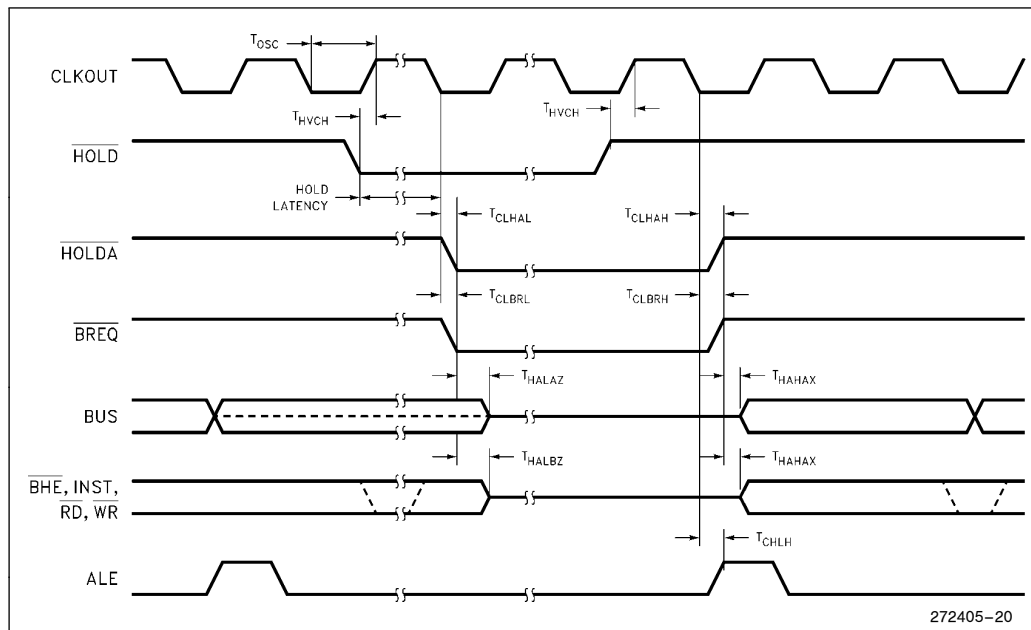 T_OSC
CLKOUT
T_HVCH
T_HVCH
HOLD
HOLD
LATENCY
T_CLHAL
T_CLHAH
HOLDA
T_CLBRL
T_CLBRH
BREQ
T_HALAZ
T_HAHAX
BUS
T_HALBZ
T_HAHAX
BHE, INST,
RD, WR
T_CHLH
ALE
272405-20